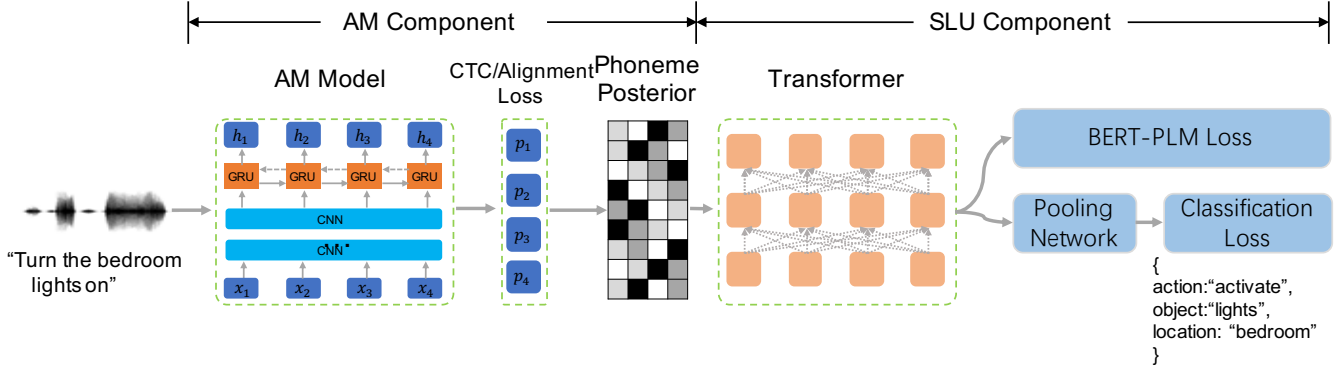 AM Component
SLU Component
AM Model
CTC/Alignment
Loss
Phoneme
Posterior
Transformer
h₁ h₂ h₃ h₄
GRU GRU GRU GRU
CNN
CNN
x₁ x₂ x₃ x₄
p₁
p₂
p₃
p₄
“Turn the bedroom
lights on”
BERT-PLM Loss
Pooling
Network
Classification
Loss
{
action:“activate”,
object:“lights”,
location: “bedroom”
}